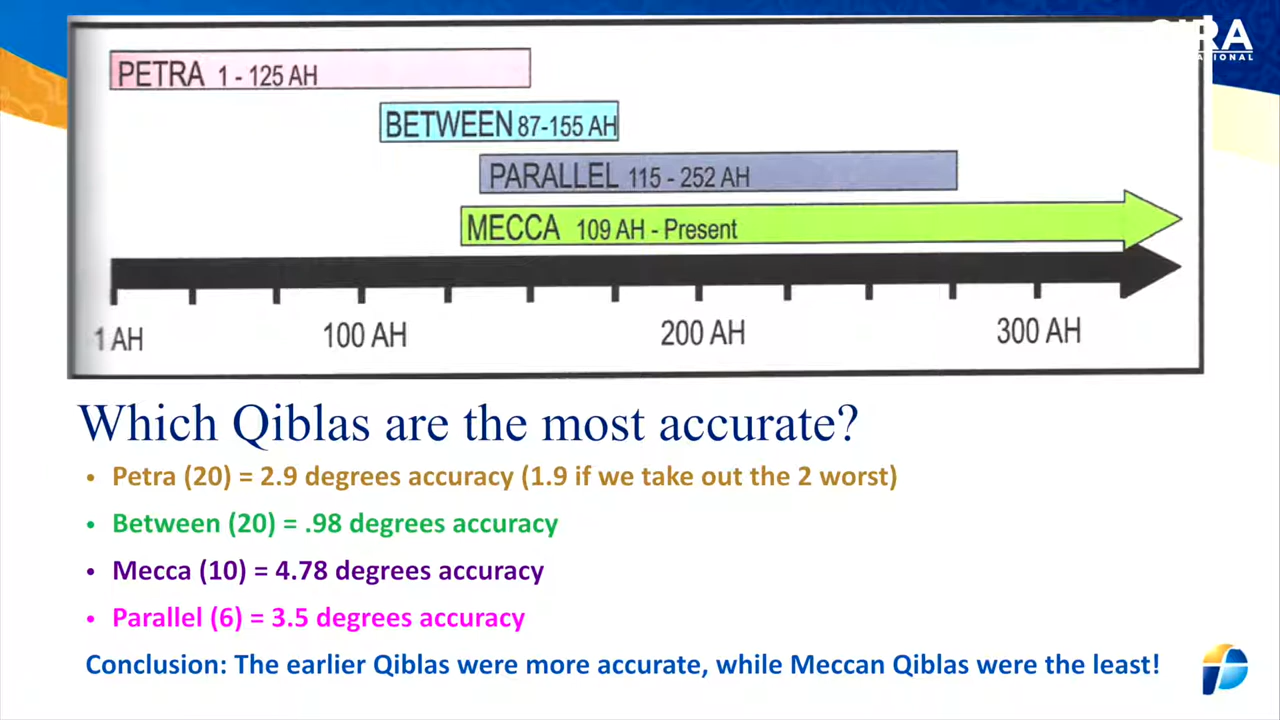 PETRA 1 - 125 AH
BETWEEN 87-155 AH
PARALLEL 115 - 252 AH
MECCA 109 AH - Present
1 AH 100 AH 200 AH 300 AH
Which Qiblas are the most accurate?
• Petra (20) = 2.9 degrees accuracy (1.9 if we take out the 2 worst)
• Between (20) = .98 degrees accuracy
• Mecca (10) = 4.78 degrees accuracy
• Parallel (6) = 3.5 degrees accuracy
Conclusion: The earlier Qiblas were more accurate, while Meccan Qiblas were the least!